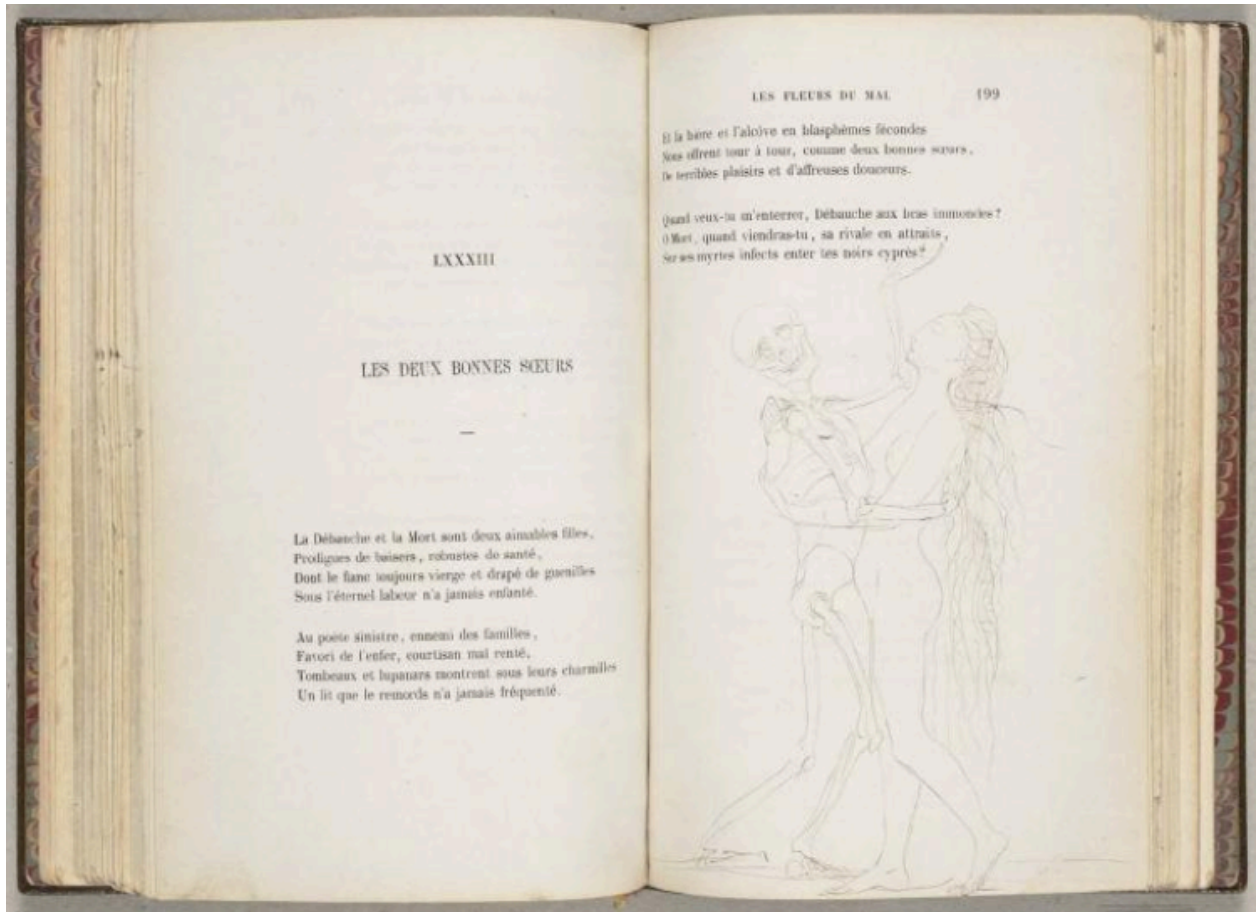 LXXXIII
LES DEUX BONNES SŒURS
La Débauche et la Mort sont deux aimables filles,
Prodigues de baisers, robustes de santé,
Dont le flanc toujours vierge et drapé de guenilles
Sous l'éternel labeur n'a jamais enfanté.
Au poëte sinistre, ennemi des familles,
Favori de l'enfer, courtisan mal renté,
Tombeaux et lupanars montrent sous leurs charmilles
Un lit que le remords n'a jamais fréquenté.
LES FLEURS DU MAL 199
Et la bière et l'alcôve en blasphèmes fécondes
Nous offrent tour à tour, comme deux bonnes sœurs,
De terribles plaisirs et d'affreuses douceurs.
Quand veux-tu m'enterrer, Débauche aux bras immondes?
O Mort, quand viendras-tu, sa rivale en attraits,
Sur ses myrtes infects enter tes noirs cyprès?